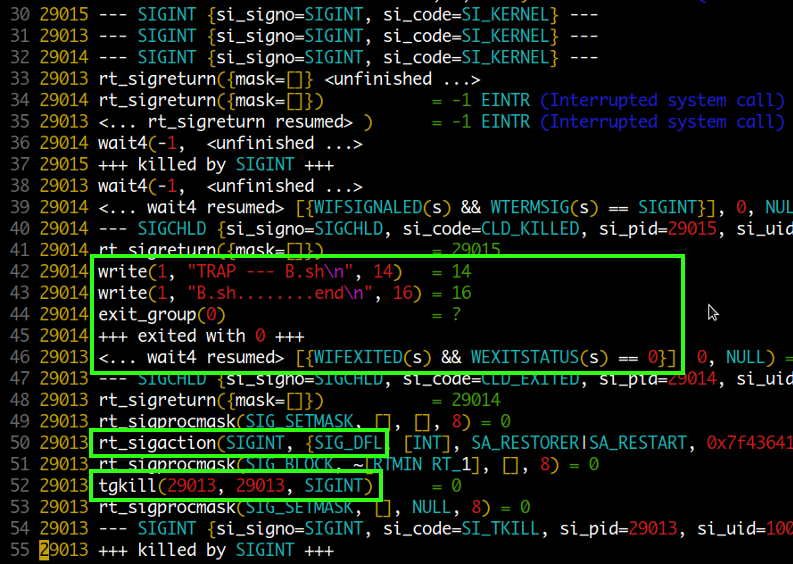 30 29015 --- SIGINT {si_signo=SIGINT, si_code=SI_KERNEL} ---
31 29014 --- SIGINT {si_signo=SIGINT, si_code=SI_KERNEL} ---
32 29013 --- SIGINT {si_signo=SIGINT, si_code=SI_KERNEL} ---
33 29013 rt_sigreturn({mask=[]} <unfinished ...>
34 29014 rt_sigreturn({mask=[]}) = -1 EINTR (Interrupted system call)
35 29013 <... rt_sigreturn resumed> ) = -1 EINTR (Interrupted system call)
36 29014 wait4(-1,  <unfinished ...>
37 29015 +++ killed by SIGINT +++
38 29013 wait4(-1,  <unfinished ...>
39 29014 <... wait4 resumed> [{WIFSIGNALED(s) && WTERMSIG(s) == SIGINT}], 0, NUL
40 29014 --- SIGCHLD {si_signo=SIGCHLD, si_code=CLD_KILLED, si_pid=29015, si_uid
41 29014 rt_sigreturn({mask=[]}) = 29015
42 29014 write(1, "TRAP --- B.sh\n", 14) = 14
43 29014 write(1, "B.sh........end\n", 16) = 16
44 29014 exit_group(0) = ?
45 29014 +++ exited with 0 +++
46 29013 <... wait4 resumed> [{WIFEXITED(s) && WEXITSTATUS(s) == 0}], 0, NULL) =
47 29013 --- SIGCHLD {si_signo=SIGCHLD, si_code=CLD_EXITED, si_pid=29014, si_uid
48 29013 rt_sigreturn({mask=[]}) = 29014
49 29013 rt_sigprocmask(SIG_SETMASK, [], [], 8) = 0
50 29013 rt_sigaction(SIGINT, {SIG_DFL, [INT], SA_RESTORER|SA_RESTART, 0x7f43641
51 29013 rt_sigprocmask(SIG_BLOCK, ~[RTMIN RT_1], [], 8) = 0
52 29013 tgkill(29013, 29013, SIGINT) = 0
53 29013 rt_sigprocmask(SIG_SETMASK, [], NULL, 8) = 0
54 29013 --- SIGINT {si_signo=SIGINT, si_code=SI_TKILL, si_pid=29013, si_uid=100
55 29013 +++ killed by SIGINT +++